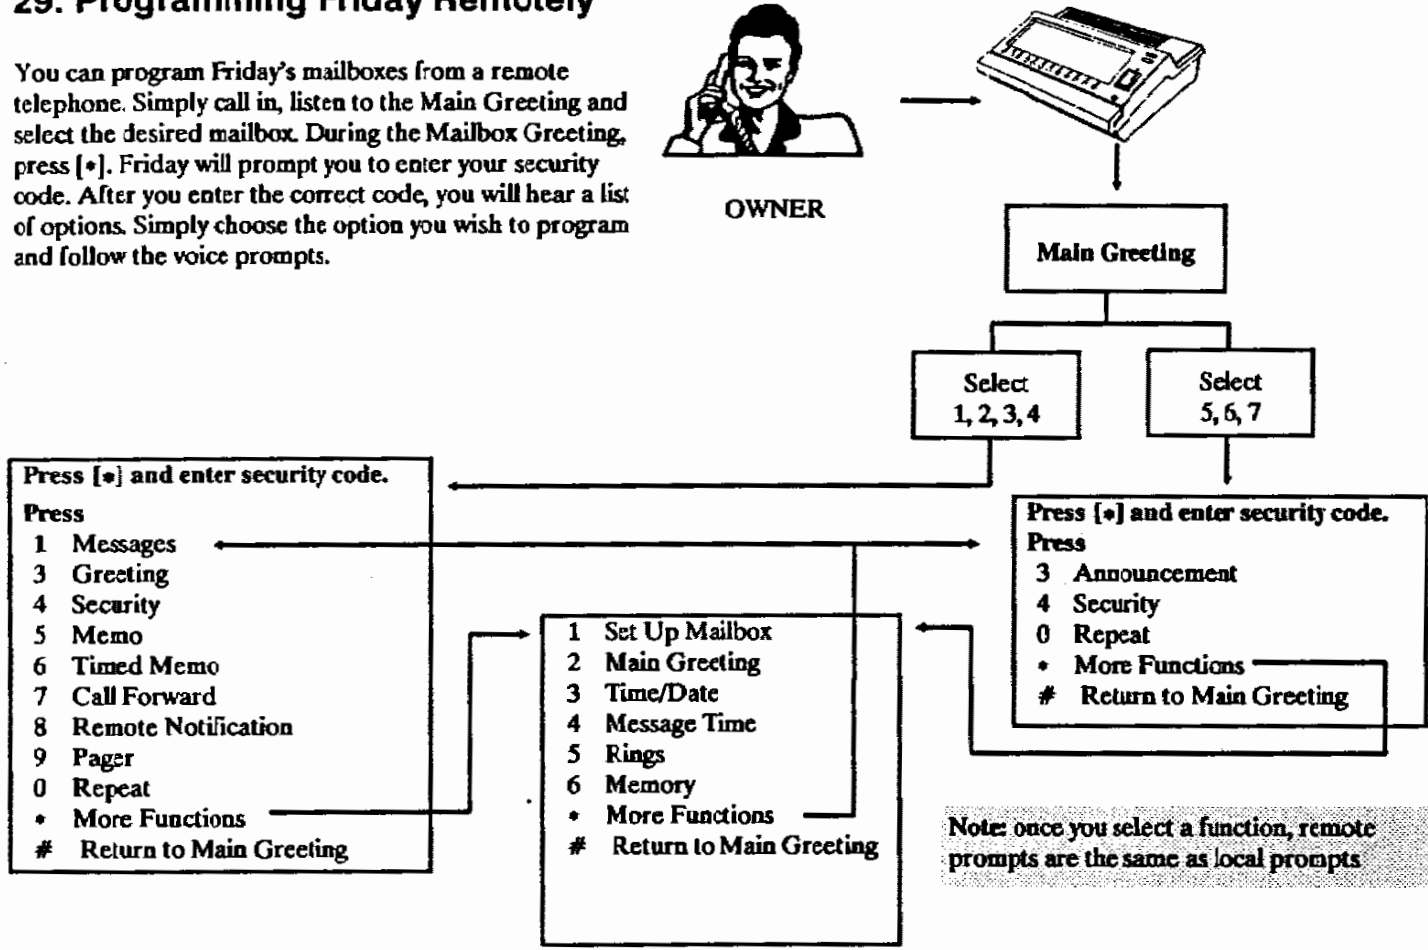 29. Programming Friday Remotely
You can program Friday's mailboxes from a remote
telephone. Simply call in, listen to the Main Greeting and
select the desired mailbox. During the Mailbox Greeting,
press [*]. Friday will prompt you to enter your security
code. After you enter the correct code, you will hear a list
of options. Simply choose the option you wish to program
and follow the voice prompts.
OWNER
Main Greeting
Select
1, 2, 3, 4
Select
5, 6, 7
Press [*] and enter security code.
Press
1 Messages
3 Greeting
4 Security
5 Memo
6 Timed Memo
7 Call Forward
8 Remote Notification
9 Pager
0 Repeat
* More Functions
# Return to Main Greeting
1 Set Up Mailbox
2 Main Greeting
3 Time/Date
4 Message Time
5 Rings
6 Memory
* More Functions
# Return to Main Greeting
Press [*] and enter security code.
Press
3 Announcement
4 Security
0 Repeat
* More Functions
# Return to Main Greeting
Note: once you select a function, remote
prompts are the same as local prompts